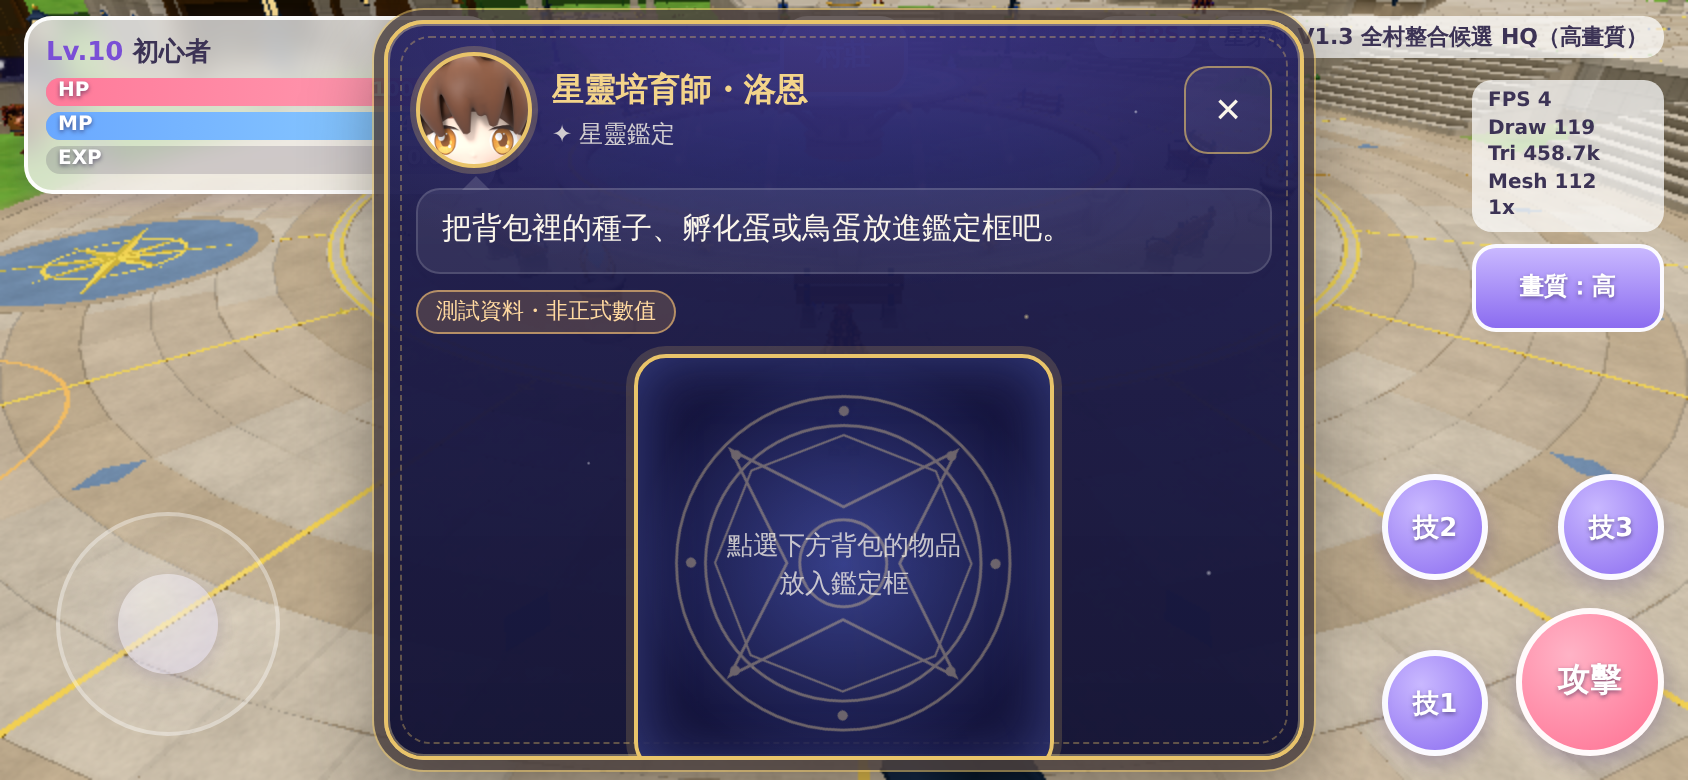 Lv.10 初心者
HP
MP
EXP
星靈培育師・洛恩
✦ 星靈鑑定
×
V1.3 全村整合候選 HQ（高畫質）
FPS 4
Draw 119
Tri 458.7k
Mesh 112
1x
畫質：高
把背包裡的種子、孵化蛋或鳥蛋放進鑑定框吧。
測試資料・非正式數值
點選下方背包的物品
放入鑑定框
技2
技3
技1
攻擊